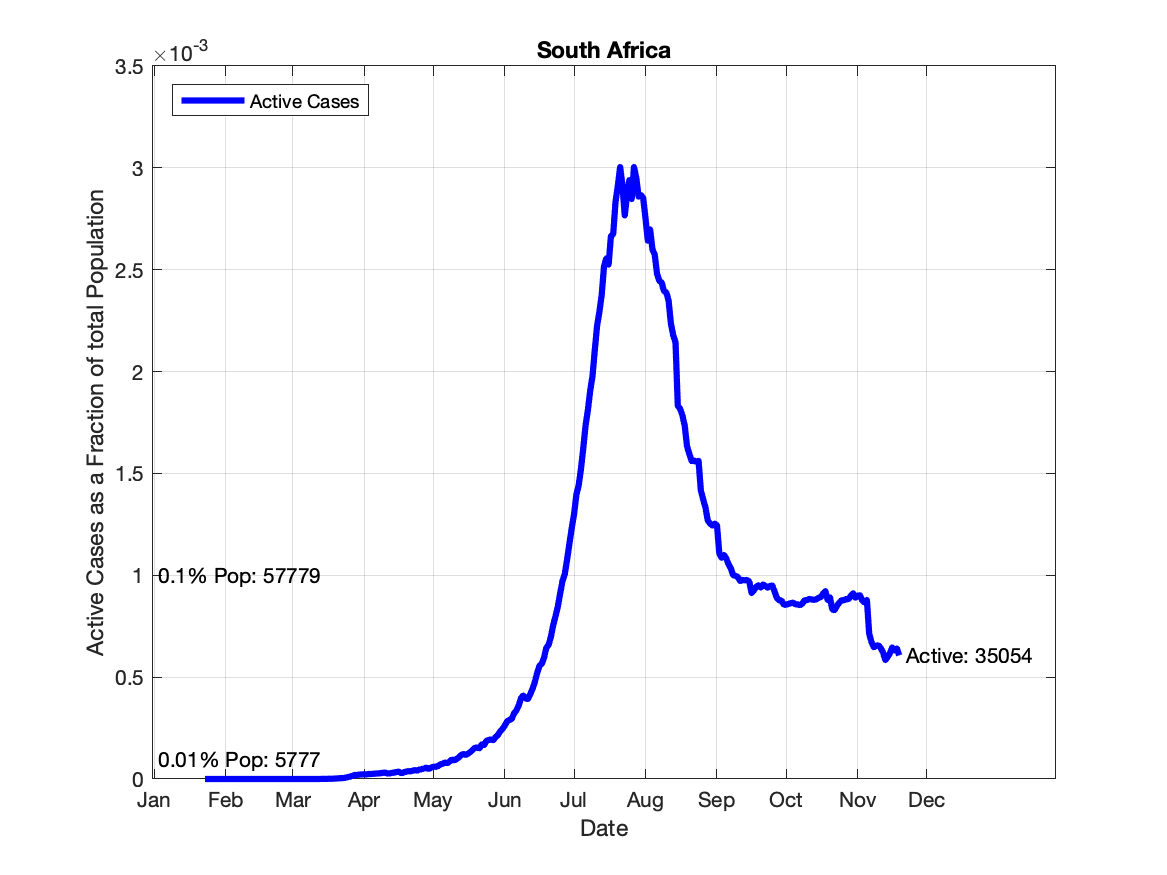 South Africa
×10-3
Active Cases
3.5
3
2.5
2
1.5
1
0.5
0
Active Cases as a Fraction of total Population
0.1% Pop: 57779
0.01% Pop: 5777
Active: 35054
Jan Feb Mar Apr May Jun Jul Aug Sep Oct Nov Dec
Date